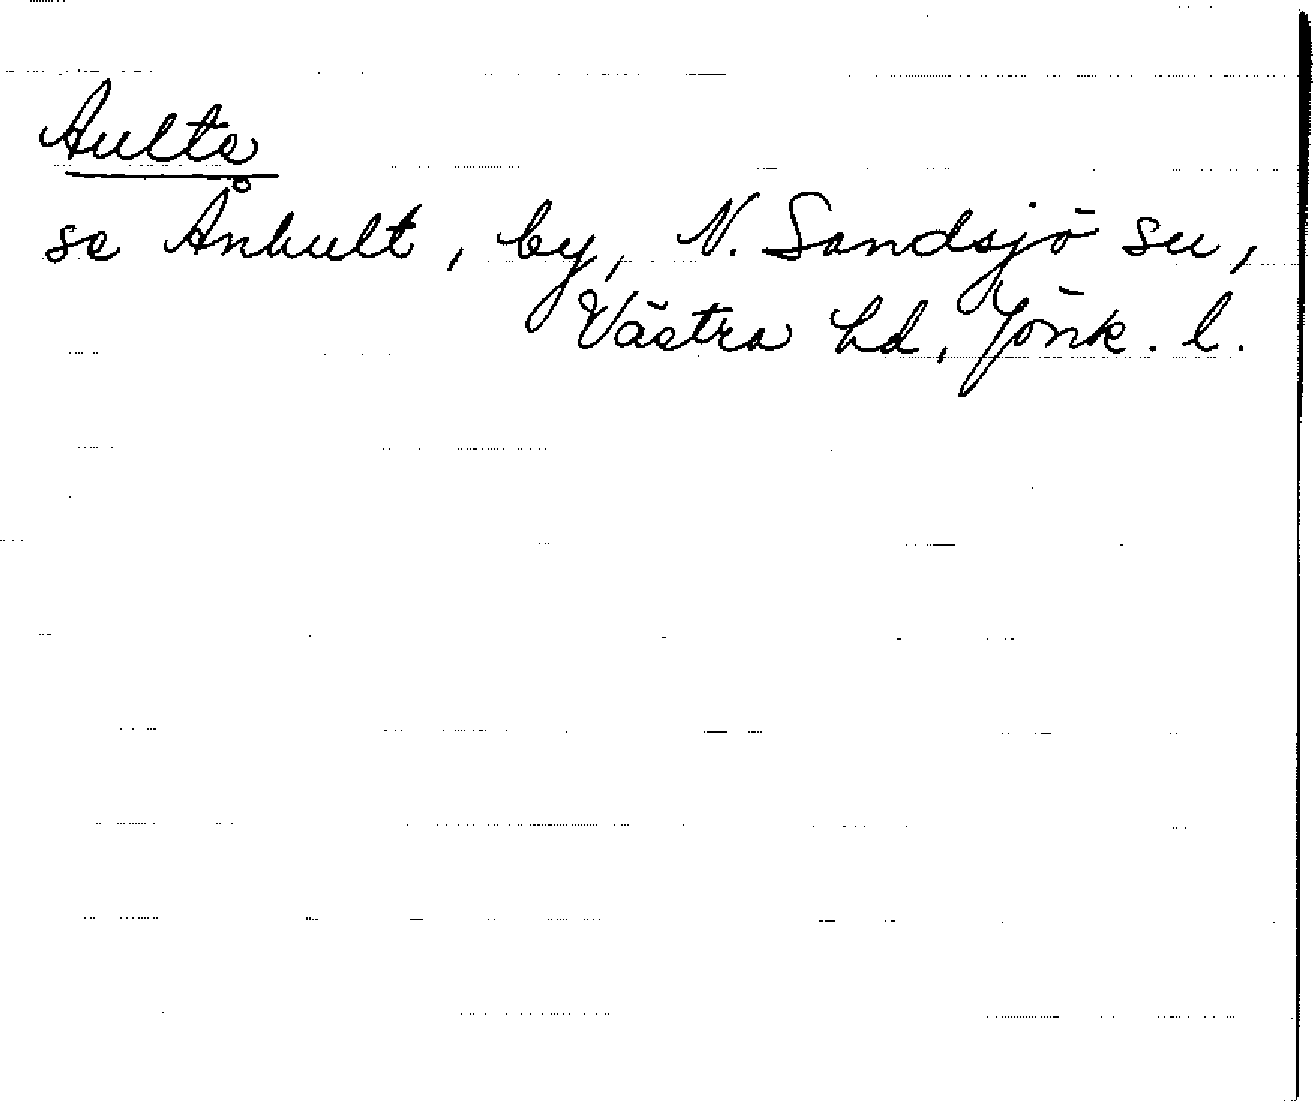 Aulta
se Ånhult, by, N. Sandsjö sn,
Västra hd, Jönk. l.